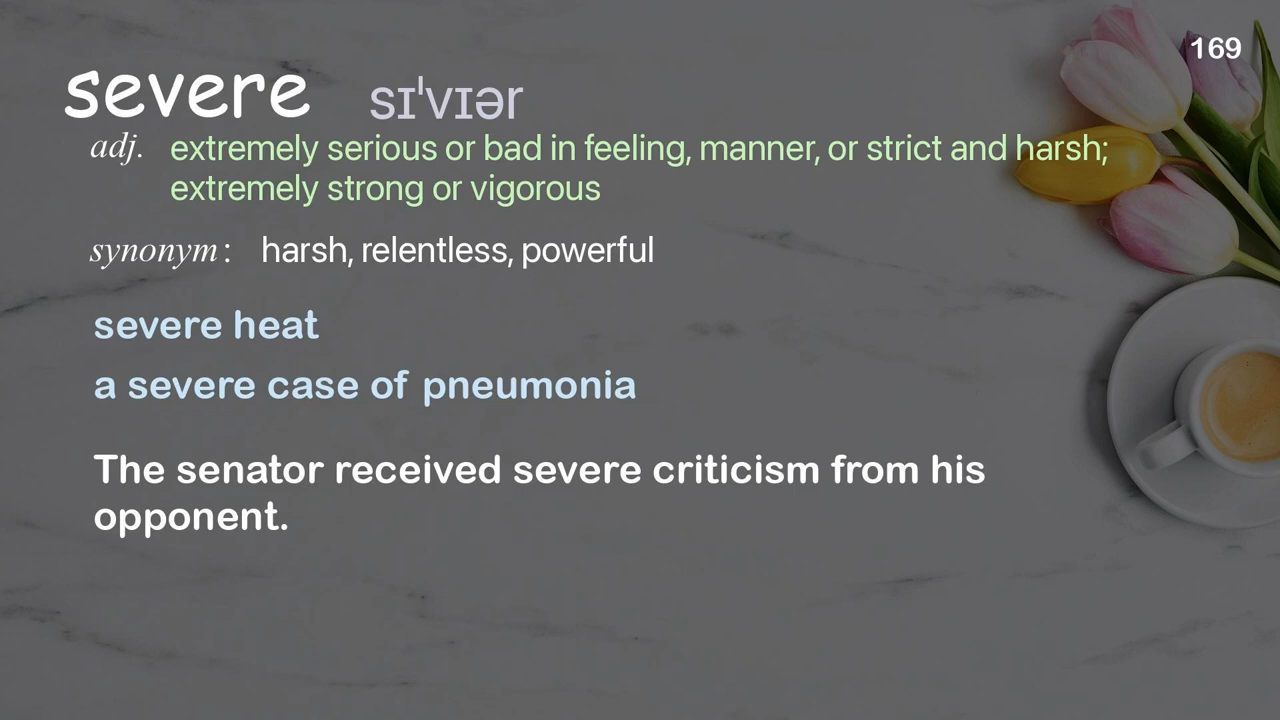 169
severe sɪˈvɪər
adj. extremely serious or bad in feeling, manner, or strict and harsh;
extremely strong or vigorous
synonym: harsh, relentless, powerful
severe heat
a severe case of pneumonia
The senator received severe criticism from his
opponent.